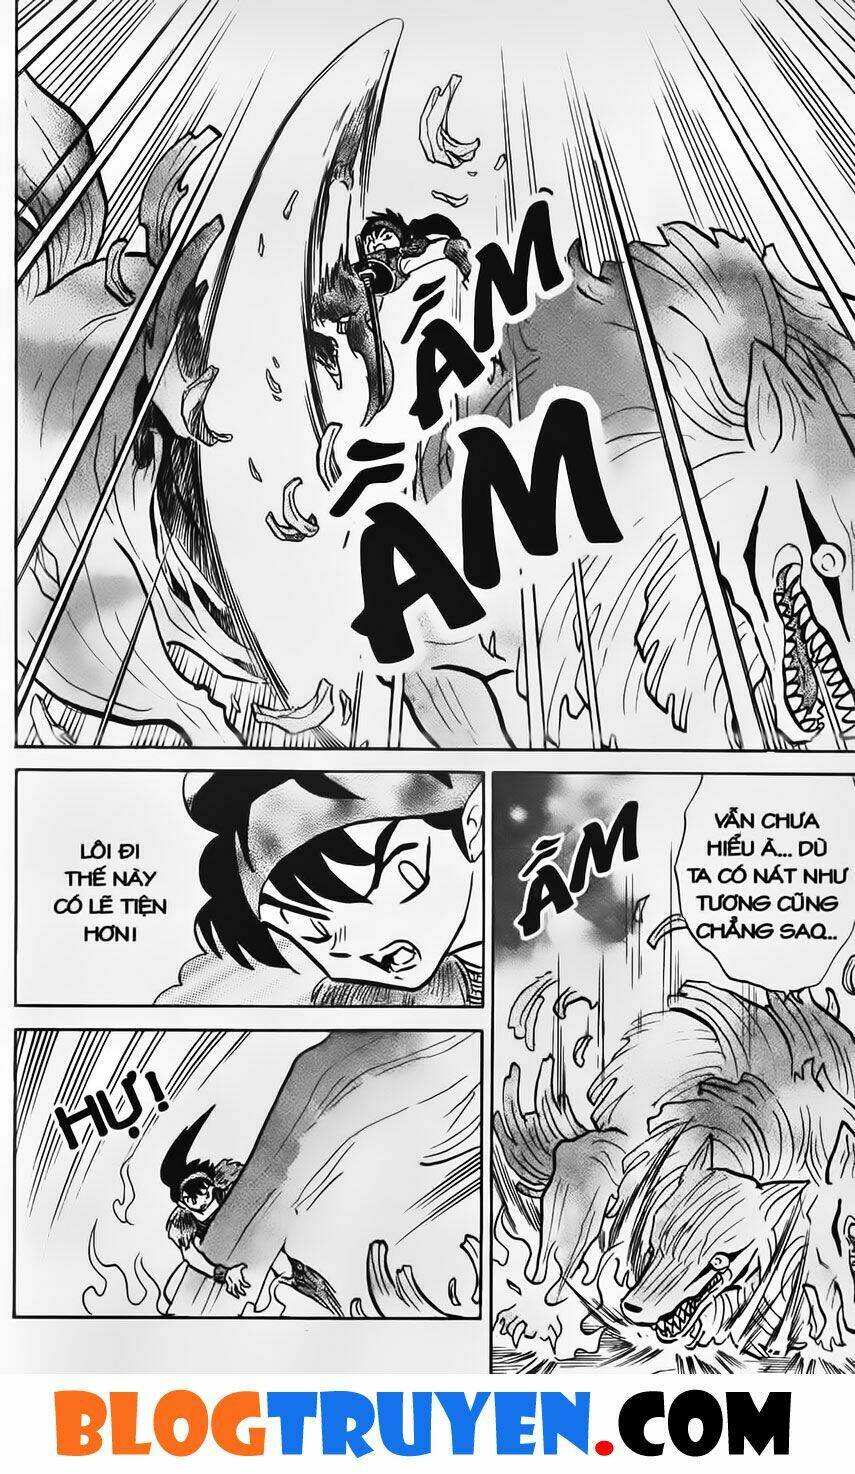 ẦM
ẦM
ẦM
VẪN CHƯA
HIỂU À... DÙ
TA CÓ NÁT NHƯ
TƯƠNG CŨNG
CHẲNG SAO...
LÔI ĐI
THẾ NÀY
CÓ LẼ TIỆN
HƠN!
HỰ!
BLOGTRUYEN.COM